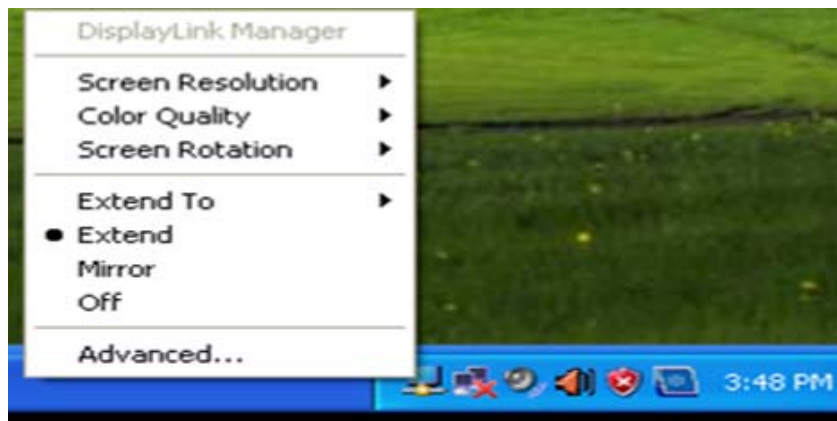 DisplayLink Manager
Screen Resolution
Color Quality
Screen Rotation
Extend To
Extend
Mirror
Off
Advanced...
3:48 PM